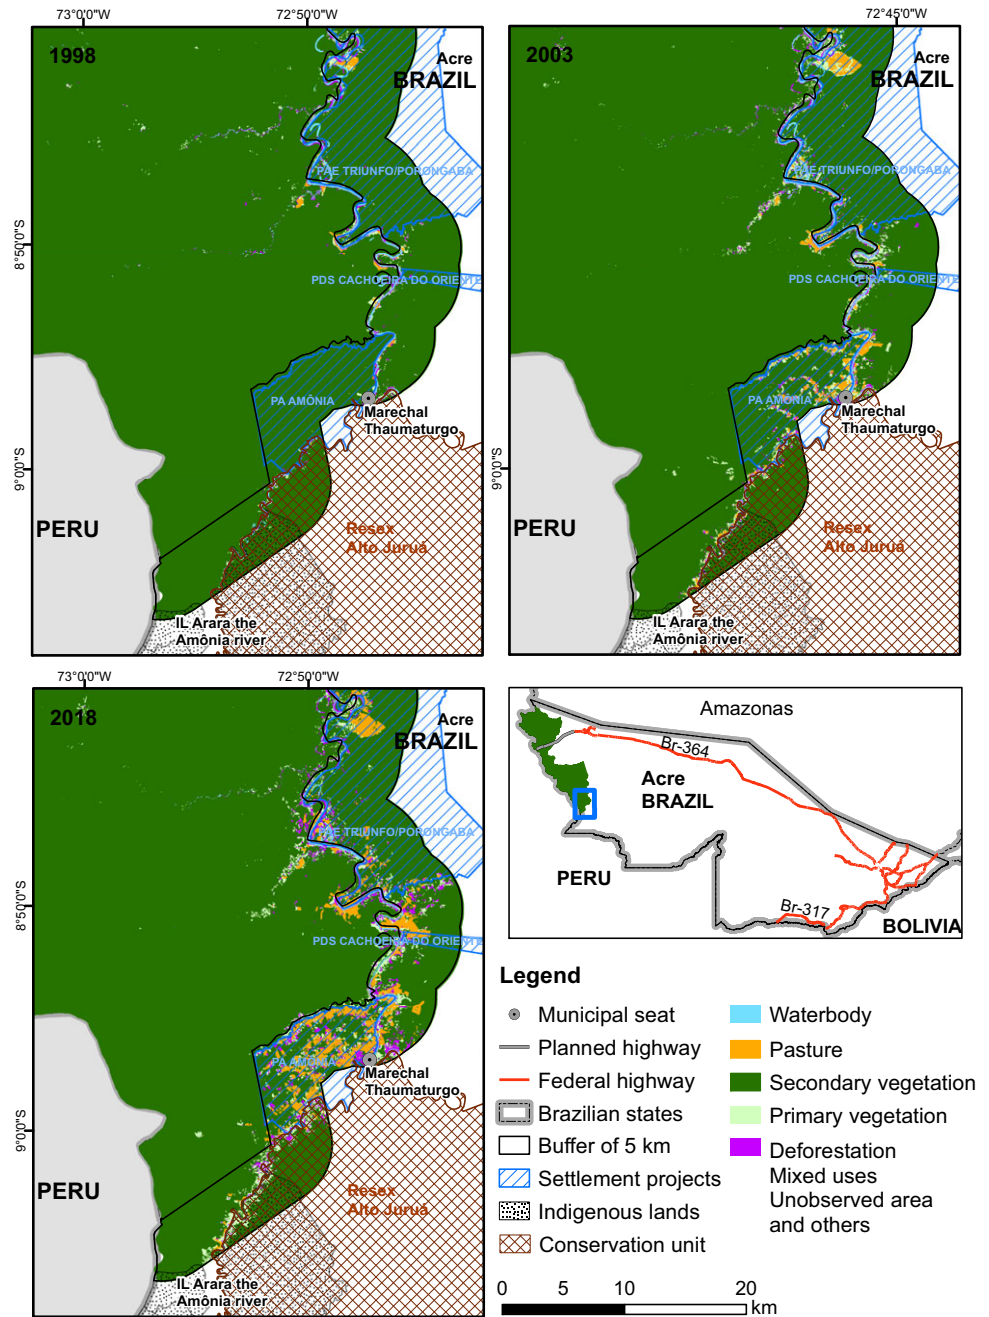 73°0'0"W
72°50'0"W
1998
Acre
BRAZIL
PAE TRIUNFO/PORONGABA
8°50'0"S
PDS CACHOEIRA DO ORIENTE
PA AMÔNIA
Marechal
Thaumaturgo
9°0'0"S
PERU
Resex
Alto Juruá
IL Arara the
Amônia river
72°45'0"W
2003
Acre
BRAZIL
PAE TRIUNFO/PORONGABA
8°50'0"S
PDS CACHOEIRA DO ORIENTE
PA AMÔNIA
Marechal
Thaumaturgo
9°0'0"S
PERU
Resex
Alto Juruá
IL Arara the
Amônia river
73°0'0"W
72°50'0"W
2018
Acre
BRAZIL
PAE TRIUNFO/PORONGABA
8°50'0"S
PDS CACHOEIRA DO ORIENTE
PA AMÔNIA
Marechal
Thaumaturgo
9°0'0"S
PERU
Resex
Alto Juruá
IL Arara the
Amônia river
Amazonas
Br-364
Acre
BRAZIL
PERU
Br-317
BOLIVIA
Legend
Municipal seat
Planned highway
Federal highway
Brazilian states
Buffer of 5 km
Settlement projects
Indigenous lands
Conservation unit
Waterbody
Pasture
Secondary vegetation
Primary vegetation
Deforestation
Mixed uses
Unobserved area
and others
0 5 10 20
km